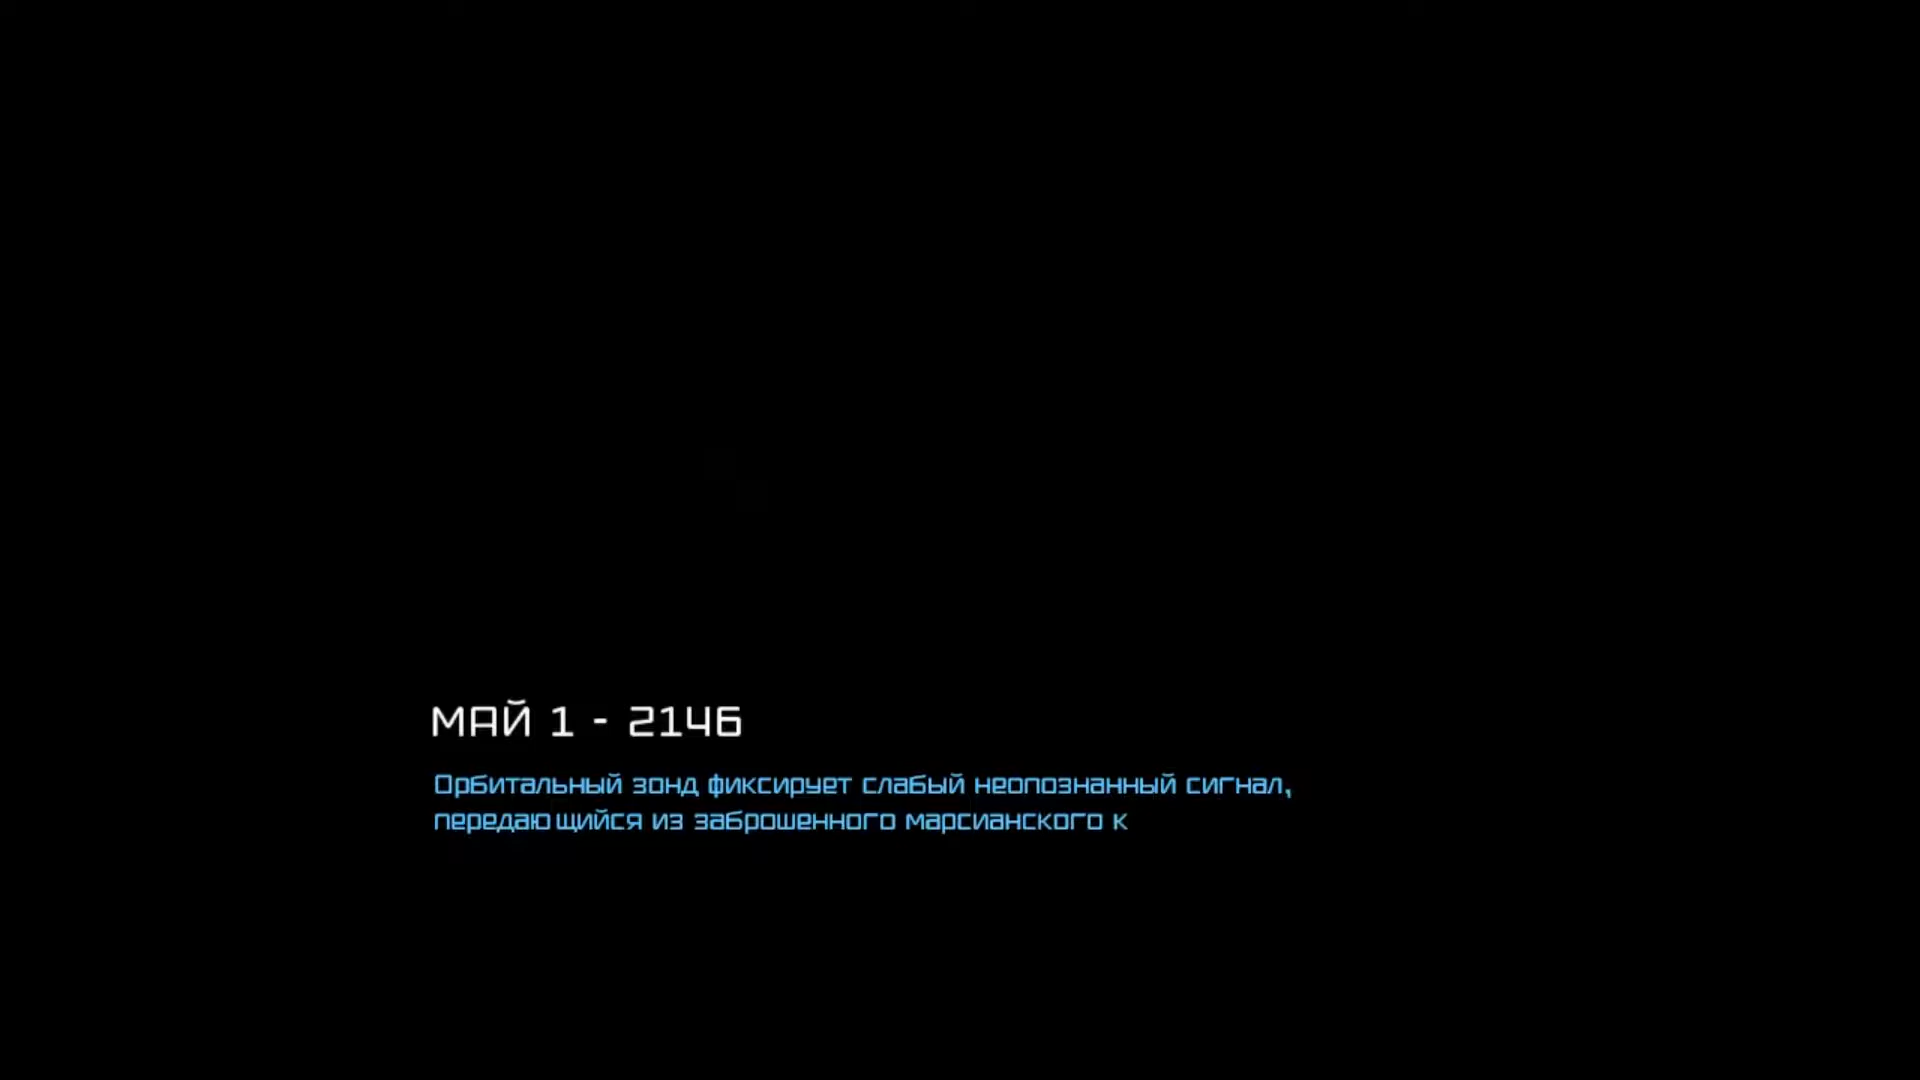 МАЙ 1 - 2146
Орбитальный зонд фиксирует слабый неопознанный сигнал,
передающийся из заброшенного марсианского к